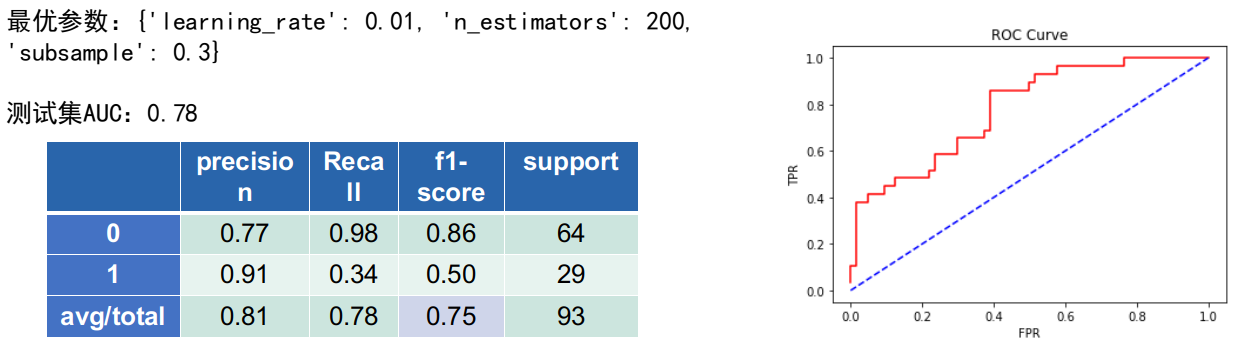 最优参数：{'learning_rate': 0.01, 'n_estimators': 200,
'subsample': 0.3}
测试集AUC：0.78
precisio
n
Reca
ll
f1-
score
support
0 0.77 0.98 0.86 64
1 0.91 0.34 0.50 29
avg/total 0.81 0.78 0.75 93
ROC Curve
1.0
0.8
0.6
0.4
0.2
0.0
TPR
0.0 0.2 0.4 0.6 0.8 1.0
FPR